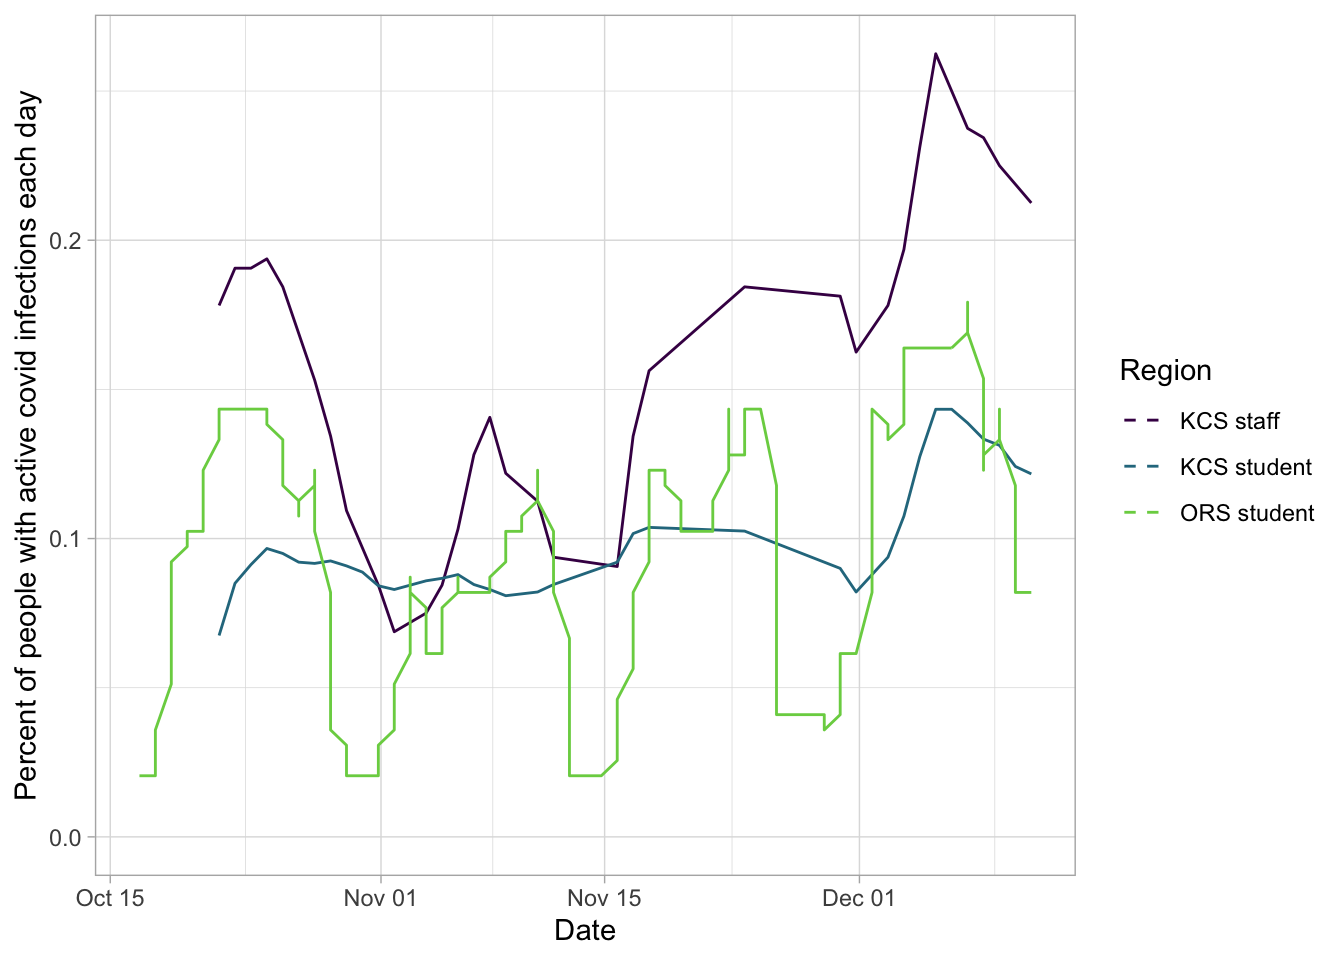 Percent of people with active covid infections each day
0.2
0.1
0.0
Oct 15
Nov 01
Nov 15
Dec 01
Date
Region
KCS staff
KCS student
ORS student